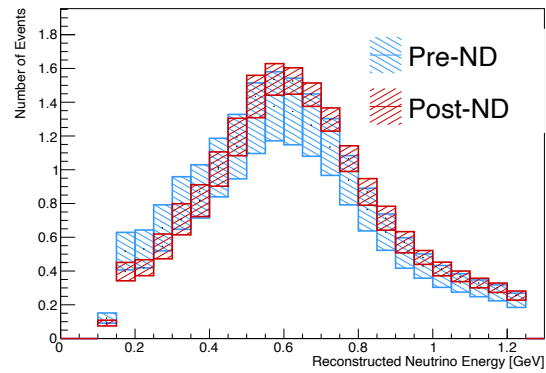 Number of Events
1.8
1.6
1.4
1.2
1
0.8
0.6
0.4
0.2
0
Pre-ND
Post-ND
0 0.2 0.4 0.6 0.8 1 1.2
Reconstructed Neutrino Energy [GeV]